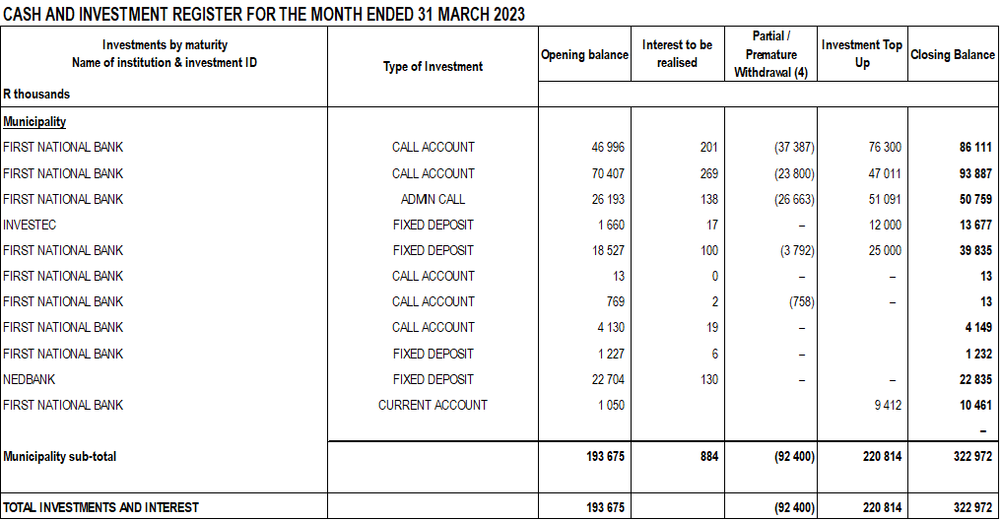 CASH AND INVESTMENT REGISTER FOR THE MONTH ENDED 31 MARCH 2023
Investments by maturity Name of institution & investment ID | Type of Investment | Opening balance | Interest to be realised | Partial / Premature Withdrawal (4) | Investment Top Up | Closing Balance
R thousands
Municipality
FIRST NATIONAL BANK CALL ACCOUNT 46 996 201 (37 387) 76 300 86 111
FIRST NATIONAL BANK CALL ACCOUNT 70 407 269 (23 800) 47 011 93 887
FIRST NATIONAL BANK ADMIN CALL 26 193 138 (26 663) 51 091 50 759
INVESTEC FIXED DEPOSIT 1 660 17 – 12 000 13 677
FIRST NATIONAL BANK FIXED DEPOSIT 18 527 100 (3 792) 25 000 39 835
FIRST NATIONAL BANK CALL ACCOUNT 13 0 – – 13
FIRST NATIONAL BANK CALL ACCOUNT 769 2 (758) – 13
FIRST NATIONAL BANK CALL ACCOUNT 4 130 19 – 4 149
FIRST NATIONAL BANK FIXED DEPOSIT 1 227 6 – 1 232
NEDBANK FIXED DEPOSIT 22 704 130 – – 22 835
FIRST NATIONAL BANK CURRENT ACCOUNT 1 050 9 412 10 461
–
Municipality sub-total 193 675 884 (92 400) 220 814 322 972
TOTAL INVESTMENTS AND INTEREST 193 675 (92 400) 220 814 322 972